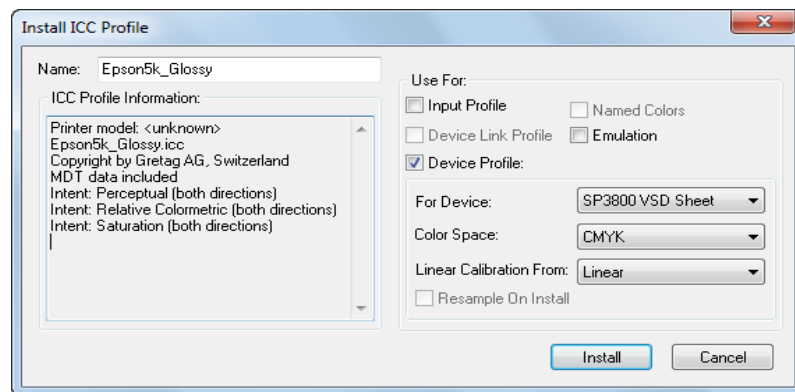 Install ICC Profile
Name: Epson5k_Glossy
ICC Profile Information:
Printer model: <unknown>
Epson5k_Glossy.icc
Copyright by Gretag AG, Switzerland
MDT data included
Intent: Perceptual (both directions)
Intent: Relative Colormetric (both directions)
Intent: Saturation (both directions)
Use For:
Input Profile
Named Colors
Device Link Profile
Emulation
Device Profile:
For Device: SP3800 VSD Sheet
Color Space: CMYK
Linear Calibration From: Linear
Resample On Install
Install
Cancel